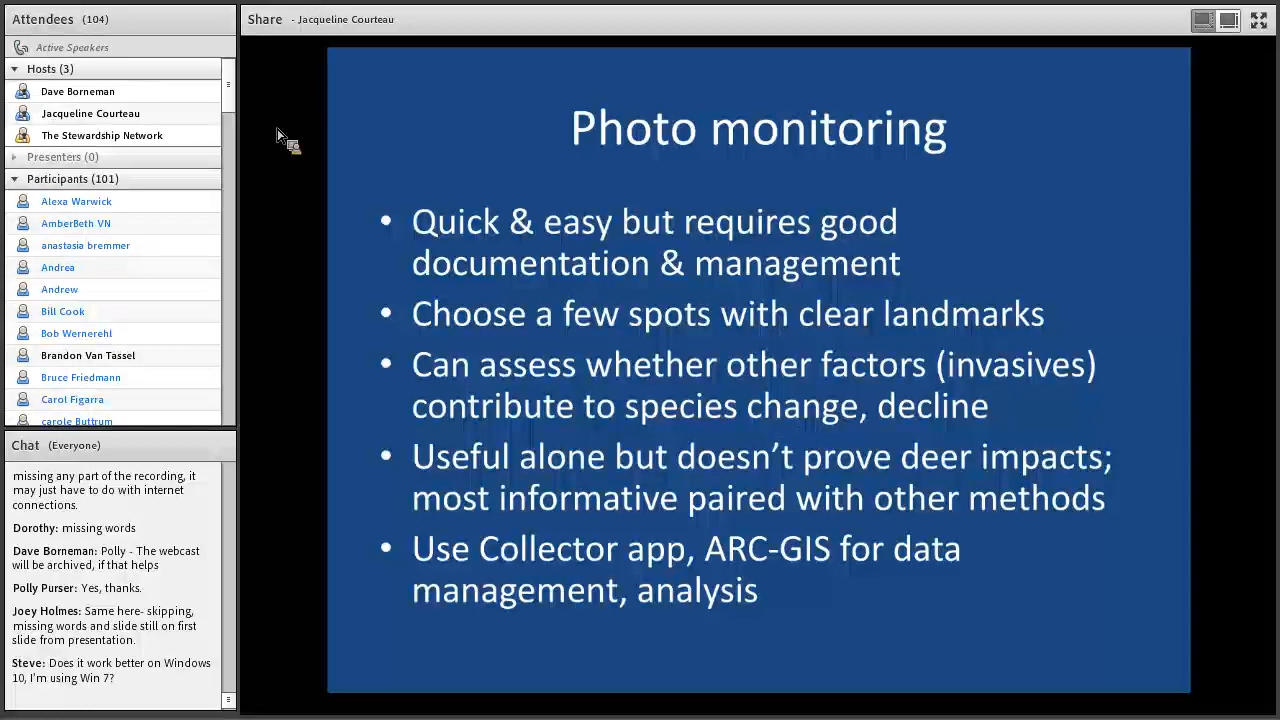 Attendees (104)
Active Speakers
Hosts (3)
Dave Borneman
Jacqueline Courteau
The Stewardship Network
Presenters (0)
Participants (101)
Alexa Warwick
AmberBeth VN
anastasia bremmer
Andrea
Andrew
Bill Cook
Bob Wernerehl
Brandon Van Tassel
Bruce Friedmann
Carol Figarra
carole Buttrum
Chat (Everyone)
missing any part of the recording, it
may just have to do with internet
connections.
Dorothy: missing words
Dave Borneman: Polly - The webcast
will be archived, if that helps
Polly Purser: Yes, thanks.
Joey Holmes: Same here- skipping,
missing words and slide still on first
slide from presentation.
Steve: Does it work better on Windows
10, I'm using Win 7?
Share - Jacqueline Courteau
Photo monitoring
• Quick & easy but requires good
documentation & management
• Choose a few spots with clear landmarks
• Can assess whether other factors (invasives)
contribute to species change, decline
• Useful alone but doesn’t prove deer impacts;
most informative paired with other methods
• Use Collector app, ARC-GIS for data
management, analysis